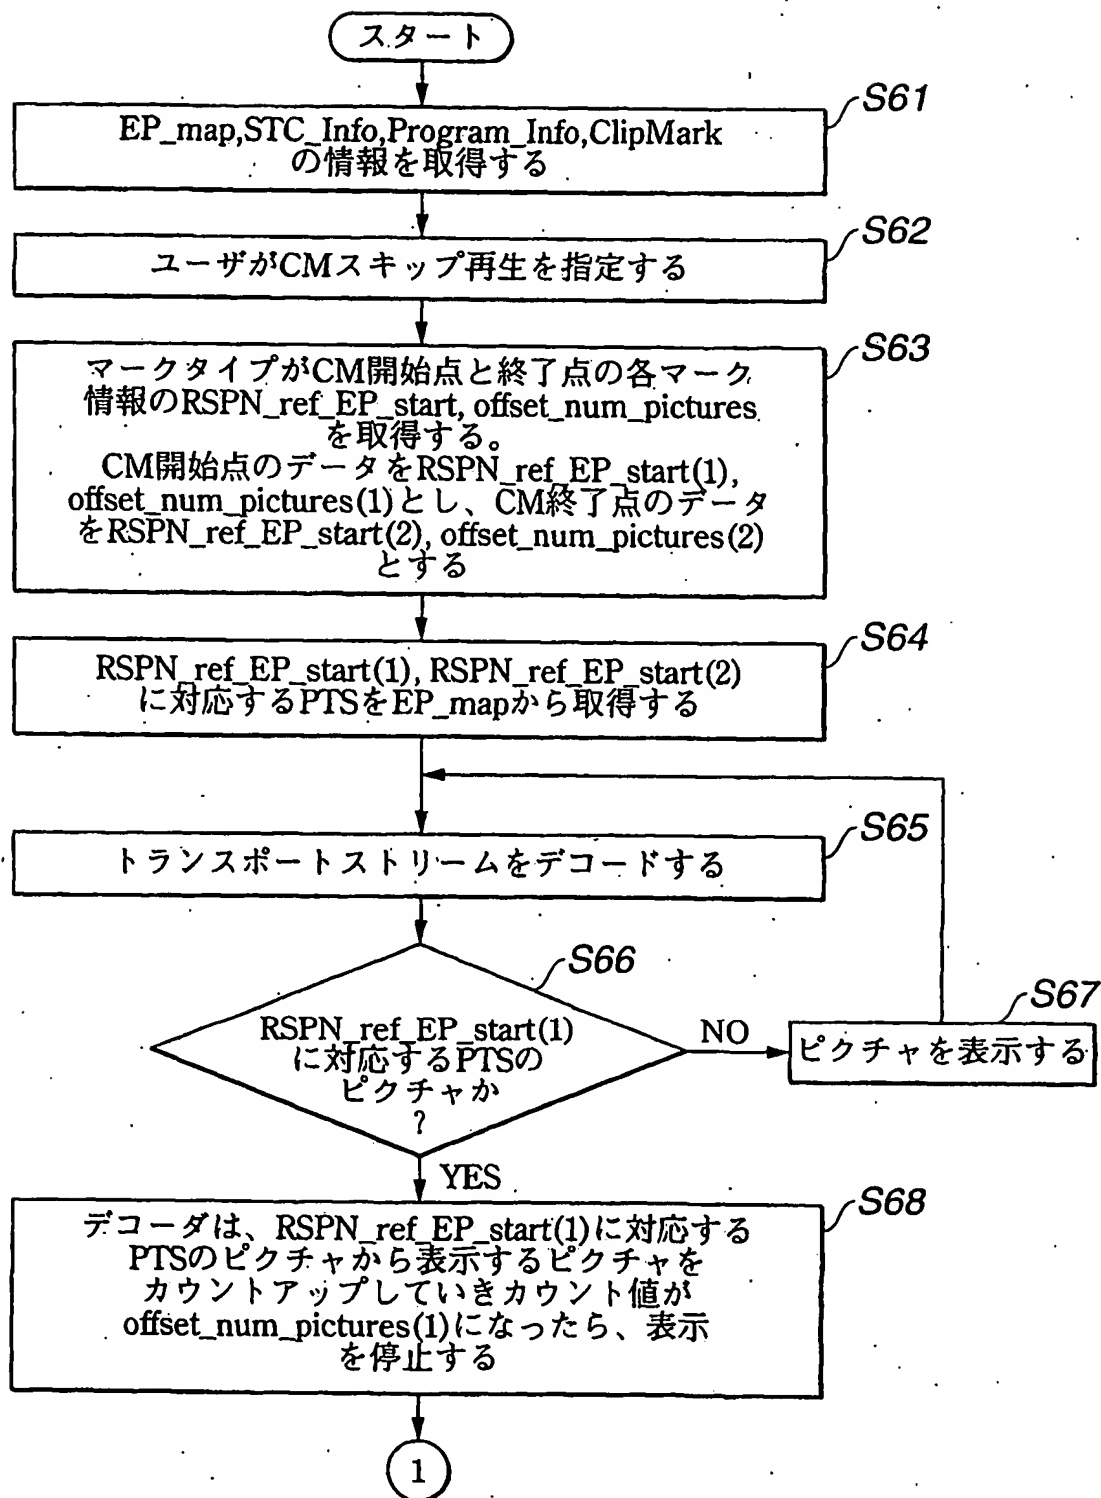 スタート
S61
EP_map,STC_Info,Program_Info,ClipMark
の情報を取得する
S62
ユーザがCMスキップ再生を指定する
S63
マークタイプがCM開始点と終了点の各マーク
情報のRSPN_ref_EP_start, offset_num_pictures
を取得する。
CM開始点のデータをRSPN_ref_EP_start(1),
offset_num_pictures(1)とし、CM終了点のデータ
をRSPN_ref_EP_start(2), offset_num_pictures(2)
とする
S64
RSPN_ref_EP_start(1), RSPN_ref_EP_start(2)
に対応するPTSをEP_mapから取得する
S65
トランスポートストリームをデコードする
S66
RSPN_ref_EP_start(1)
に対応するPTSの
ピクチャか
?
NO
S67
ピクチャを表示する
YES
S68
デコーダは、RSPN_ref_EP_start(1)に対応する
PTSのピクチャから表示するピクチャを
カウントアップしていきカウント値が
offset_num_pictures(1)になったら、表示
を停止する
1